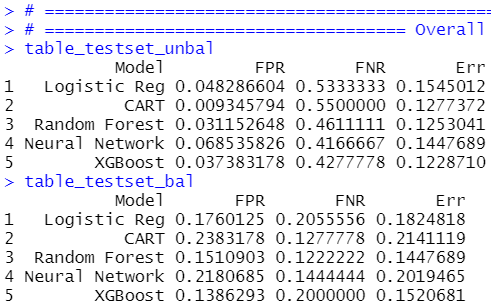 > # =============================================
> # =================================== Overall
> table_testset_unbal
Model FPR FNR Err
1 Logistic Reg 0.048286604 0.5333333 0.1545012
2 CART 0.009345794 0.5500000 0.1277372
3 Random Forest 0.031152648 0.4611111 0.1253041
4 Neural Network 0.068535826 0.4166667 0.1447689
5 XGBoost 0.037383178 0.4277778 0.1228710
> table_testset_bal
Model FPR FNR Err
1 Logistic Reg 0.1760125 0.2055556 0.1824818
2 CART 0.2383178 0.1277778 0.2141119
3 Random Forest 0.1510903 0.1222222 0.1447689
4 Neural Network 0.2180685 0.1444444 0.2019465
5 XGBoost 0.1386293 0.2000000 0.1520681